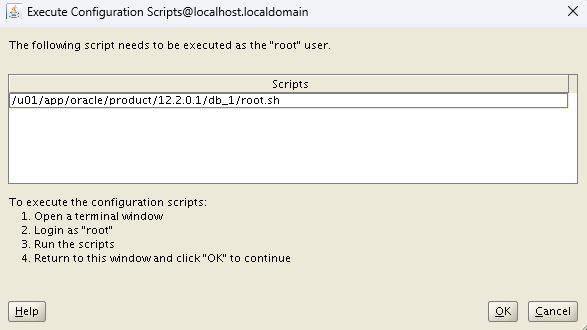 Execute Configuration Scripts@localhost.localdomain
The following script needs to be executed as the "root" user.
Scripts
/u01/app/oracle/product/12.2.0.1/db_1/root.sh
To execute the configuration scripts:
1. Open a terminal window
2. Login as "root"
3. Run the scripts
4. Return to this window and click "OK" to continue
Help
OK
Cancel